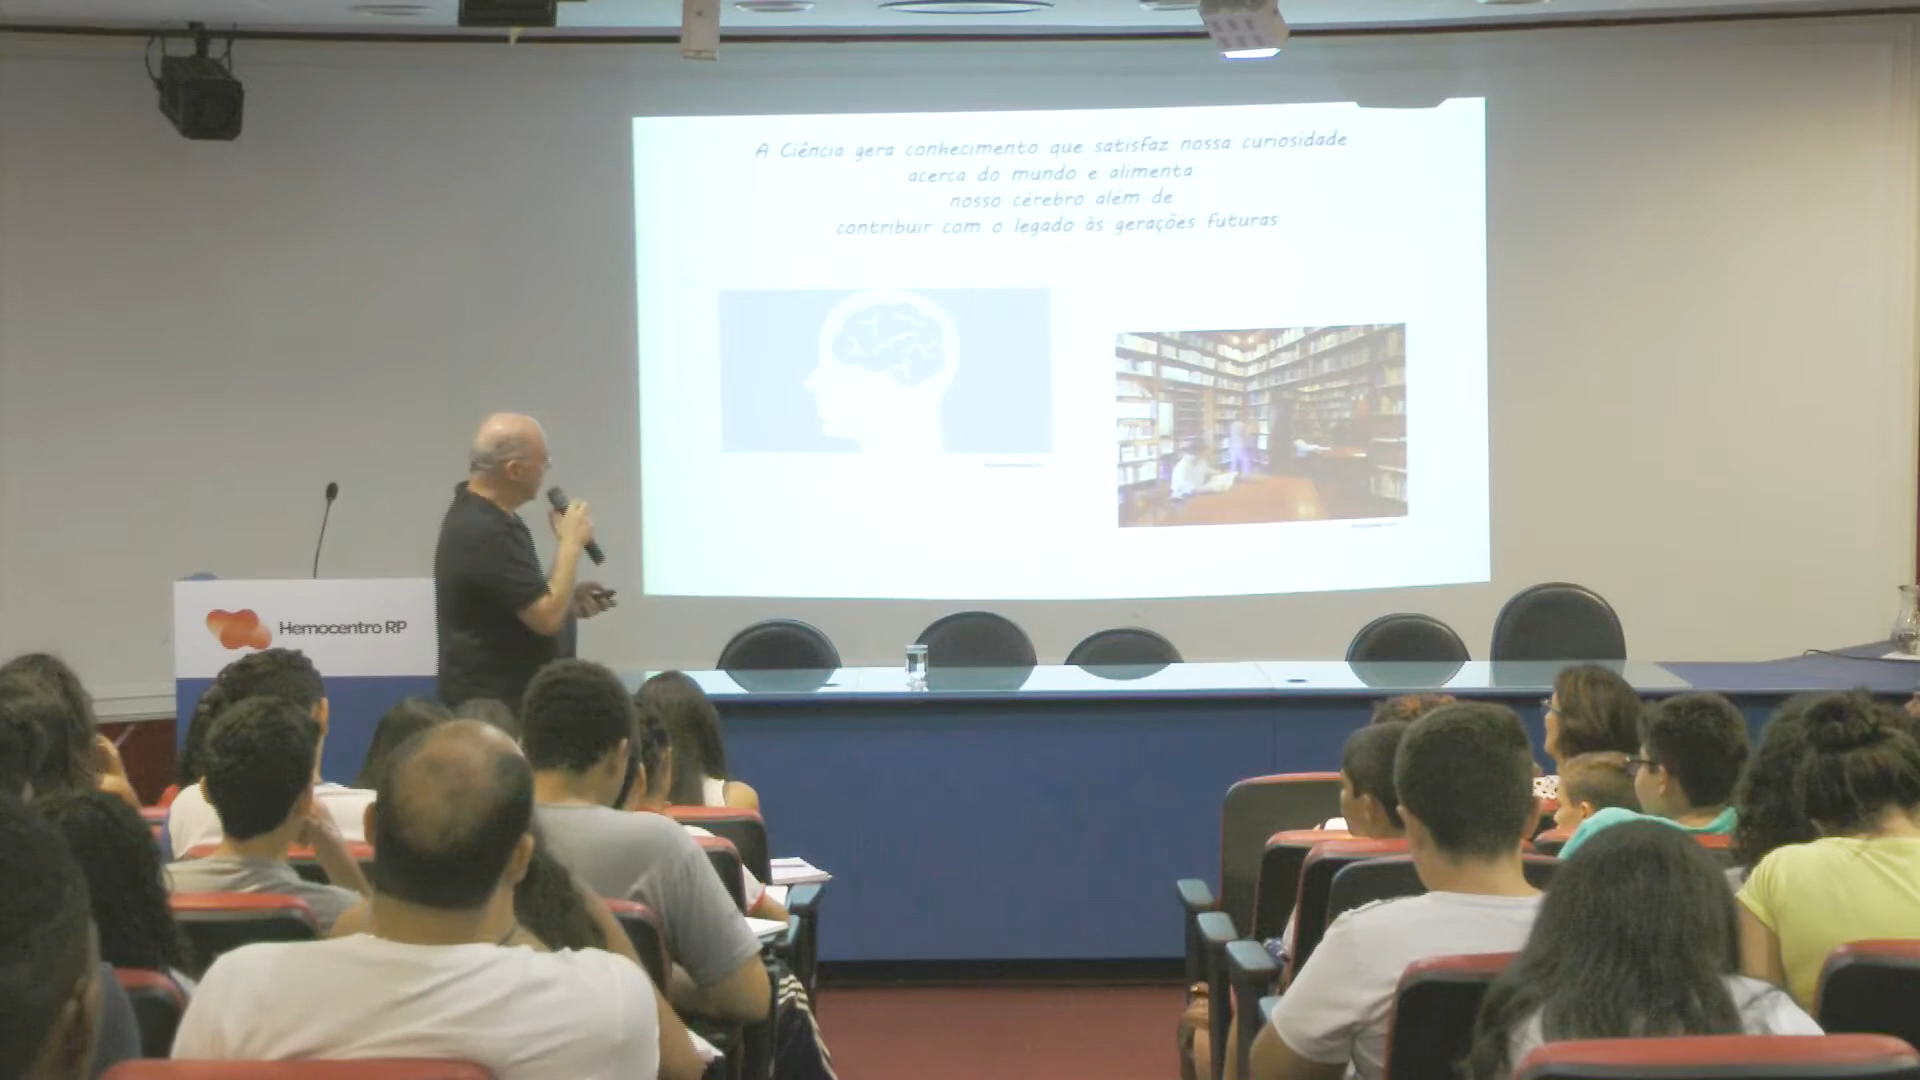 A Ciência gera conhecimento que satisfaz nossa curiosidade
acerca do mundo e alimenta
nosso cérebro além de
contribuir com o legado às gerações futuras
Hemocentro RP